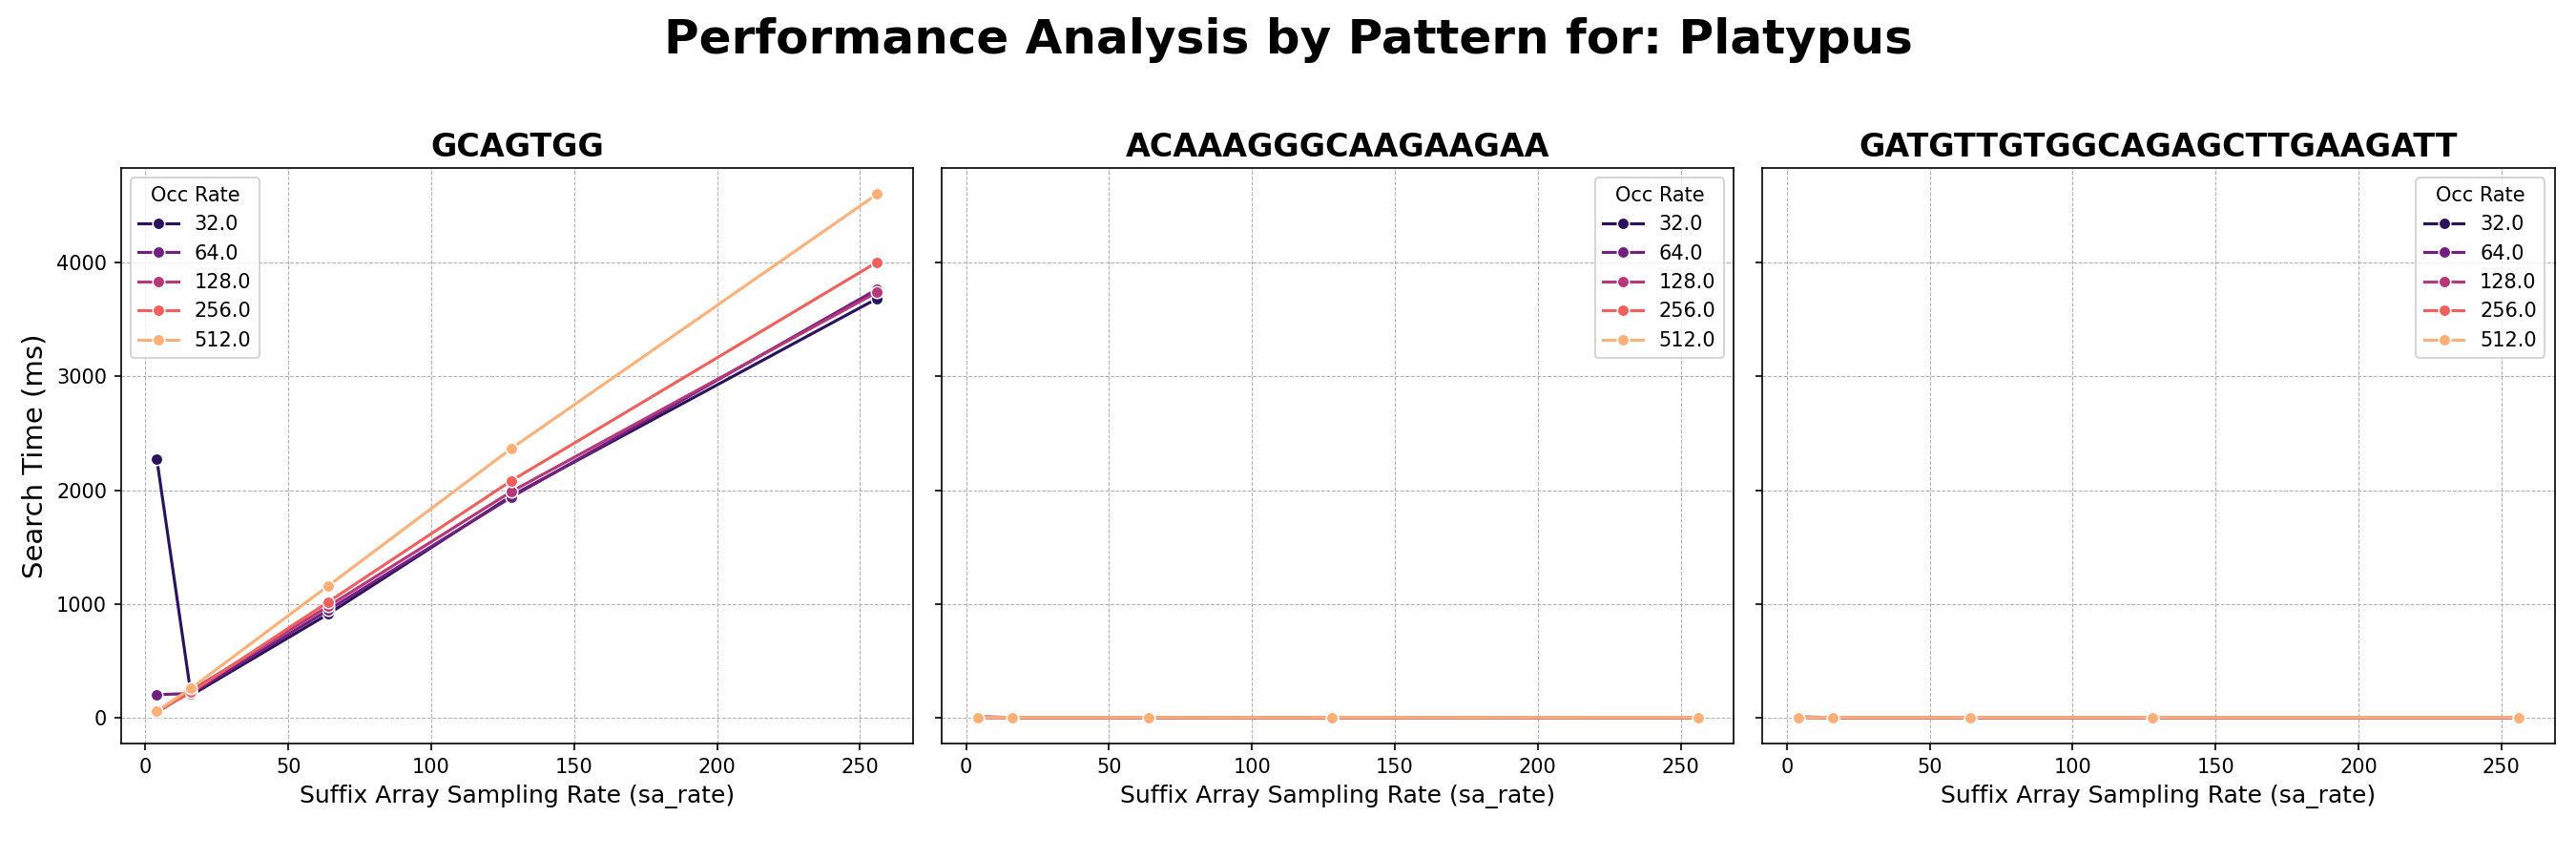 Performance Analysis by Pattern for: Platypus
GCAGTGG
Occ Rate
32.0
64.0
128.0
256.0
512.0
4000
3000
2000
1000
0
Search Time (ms)
0 50 100 150 200 250
Suffix Array Sampling Rate (sa_rate)
ACAAAGGGCAAGAAGAA
Occ Rate
32.0
64.0
128.0
256.0
512.0
0 50 100 150 200 250
Suffix Array Sampling Rate (sa_rate)
GATGTTGTGGCAGAGCTTGAAGATT
Occ Rate
32.0
64.0
128.0
256.0
512.0
0 50 100 150 200 250
Suffix Array Sampling Rate (sa_rate)